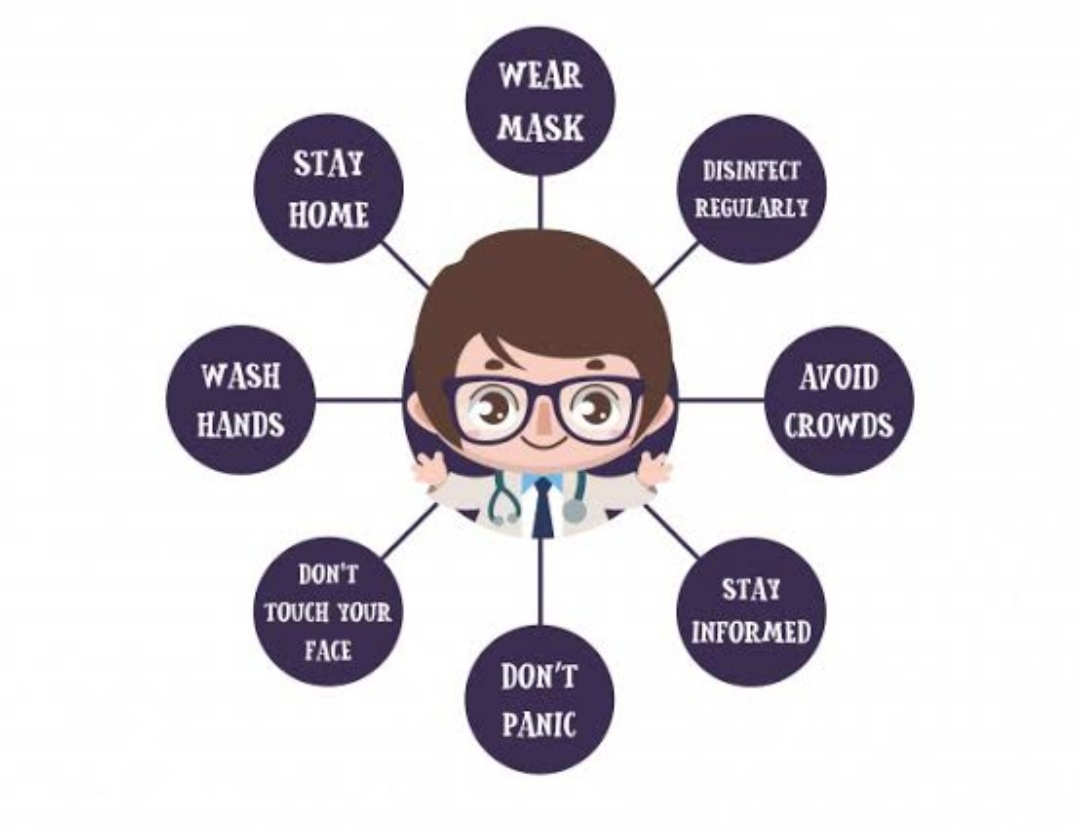 WEAR
MASK
DISINFECT
REGULARLY
AVOID
CROWDS
STAY
INFORMED
DON'T
PANIC
DON'T
TOUCH YOUR
FACE
WASH
HANDS
STAY
HOME